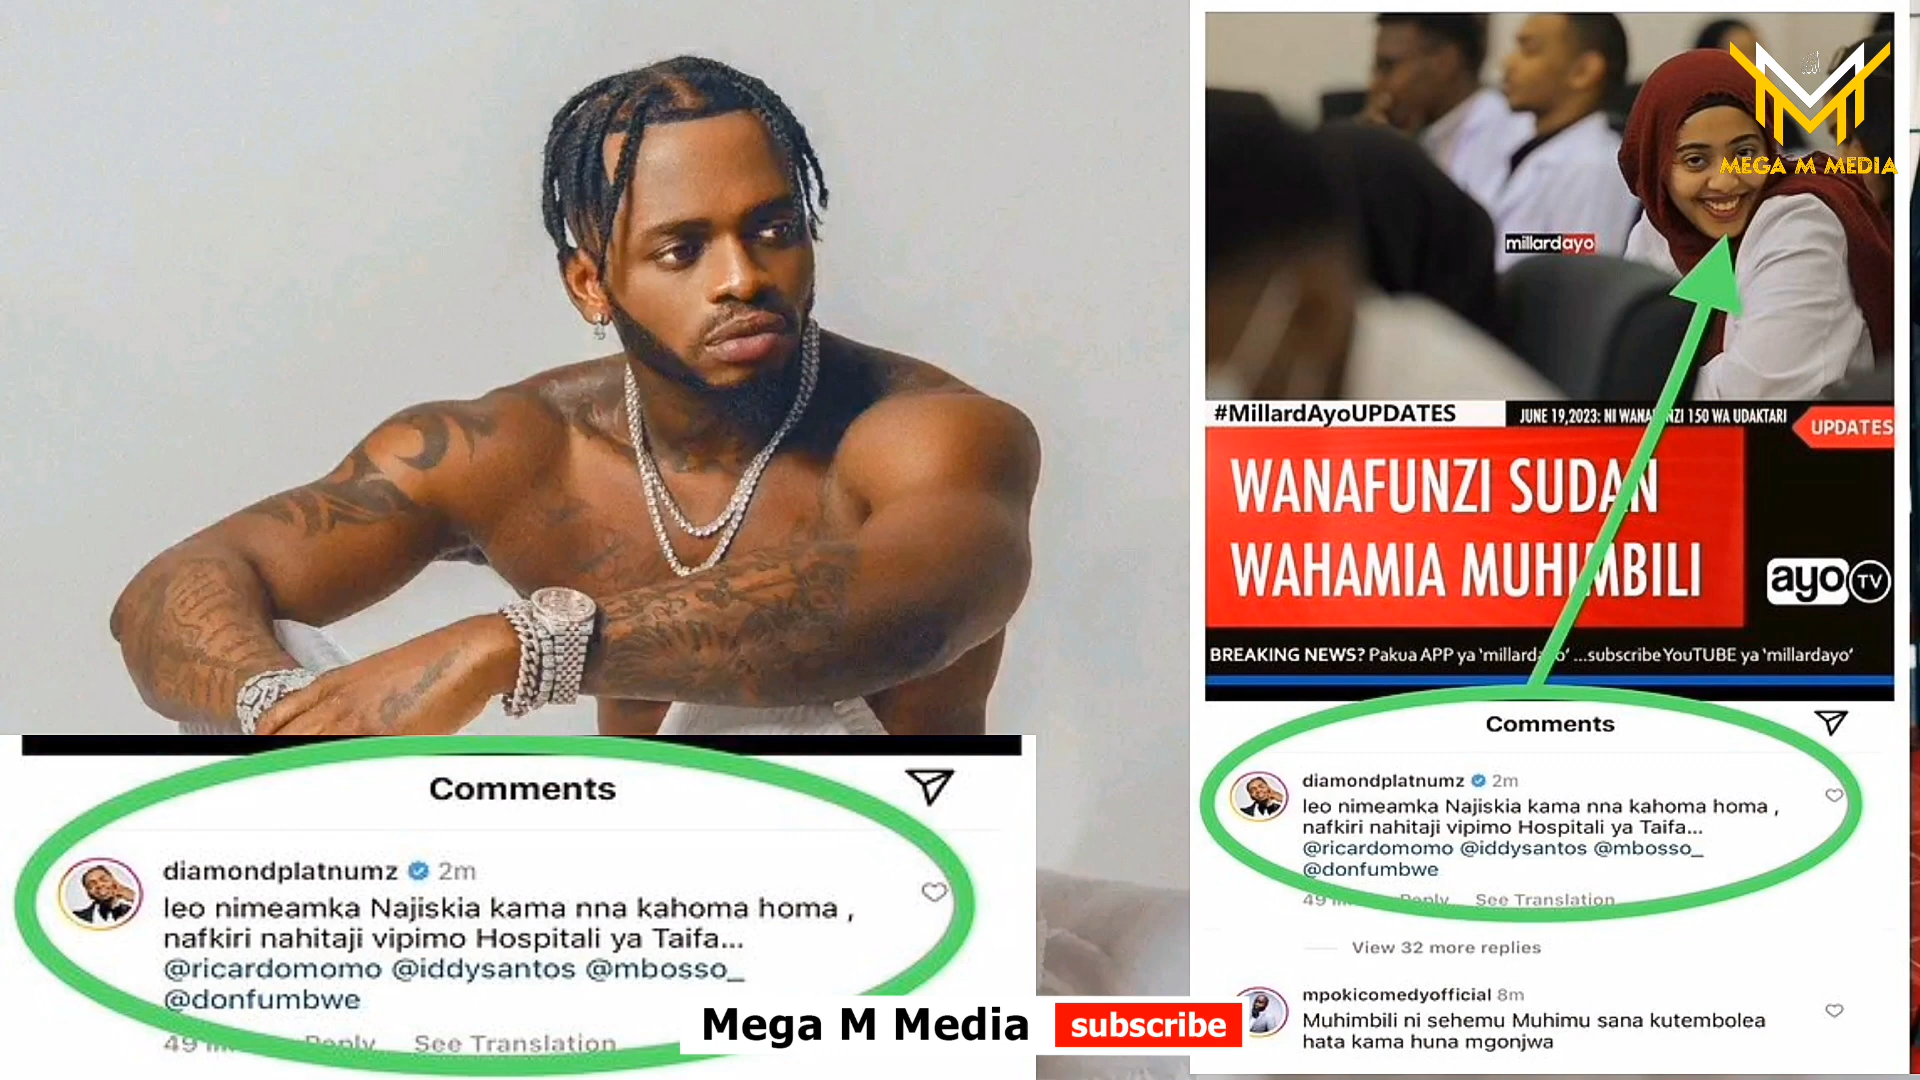 MEGA M MEDIA
millardayo
#MillardAyoUPDATES
JUNE 19,2023: NI WANAFUNZI 150 WA UDAKTARI
UPDATES
WANAFUNZI SUDAN
WAHAMIA MUHIMBILI
ayo TV
BREAKING NEWS? Pakua APP ya 'millardayo' ...subscribe YouTUBE ya 'millardayo'
Comments
diamondplatnumz 2m
leo nimeamka Najiskia kama nna kahoma homa ,
nafkiri nahitaji vipimo Hospitali ya Taifa...
@ricardomomo @iddysantos @mbosso_
@donfumbwe
Reply See Translation
View 32 more replies
mpokicomedyofficial 8m
Muhimbili ni sehemu Muhimu sana kutembolea
hata kama huna mgonjwa
Comments
diamondplatnumz 2m
leo nimeamka Najiskia kama nna kahoma homa ,
nafkiri nahitaji vipimo Hospitali ya Taifa...
@ricardomomo @iddysantos @mbosso_
@donfumbwe
Reply See Translation
Mega M Media subscribe